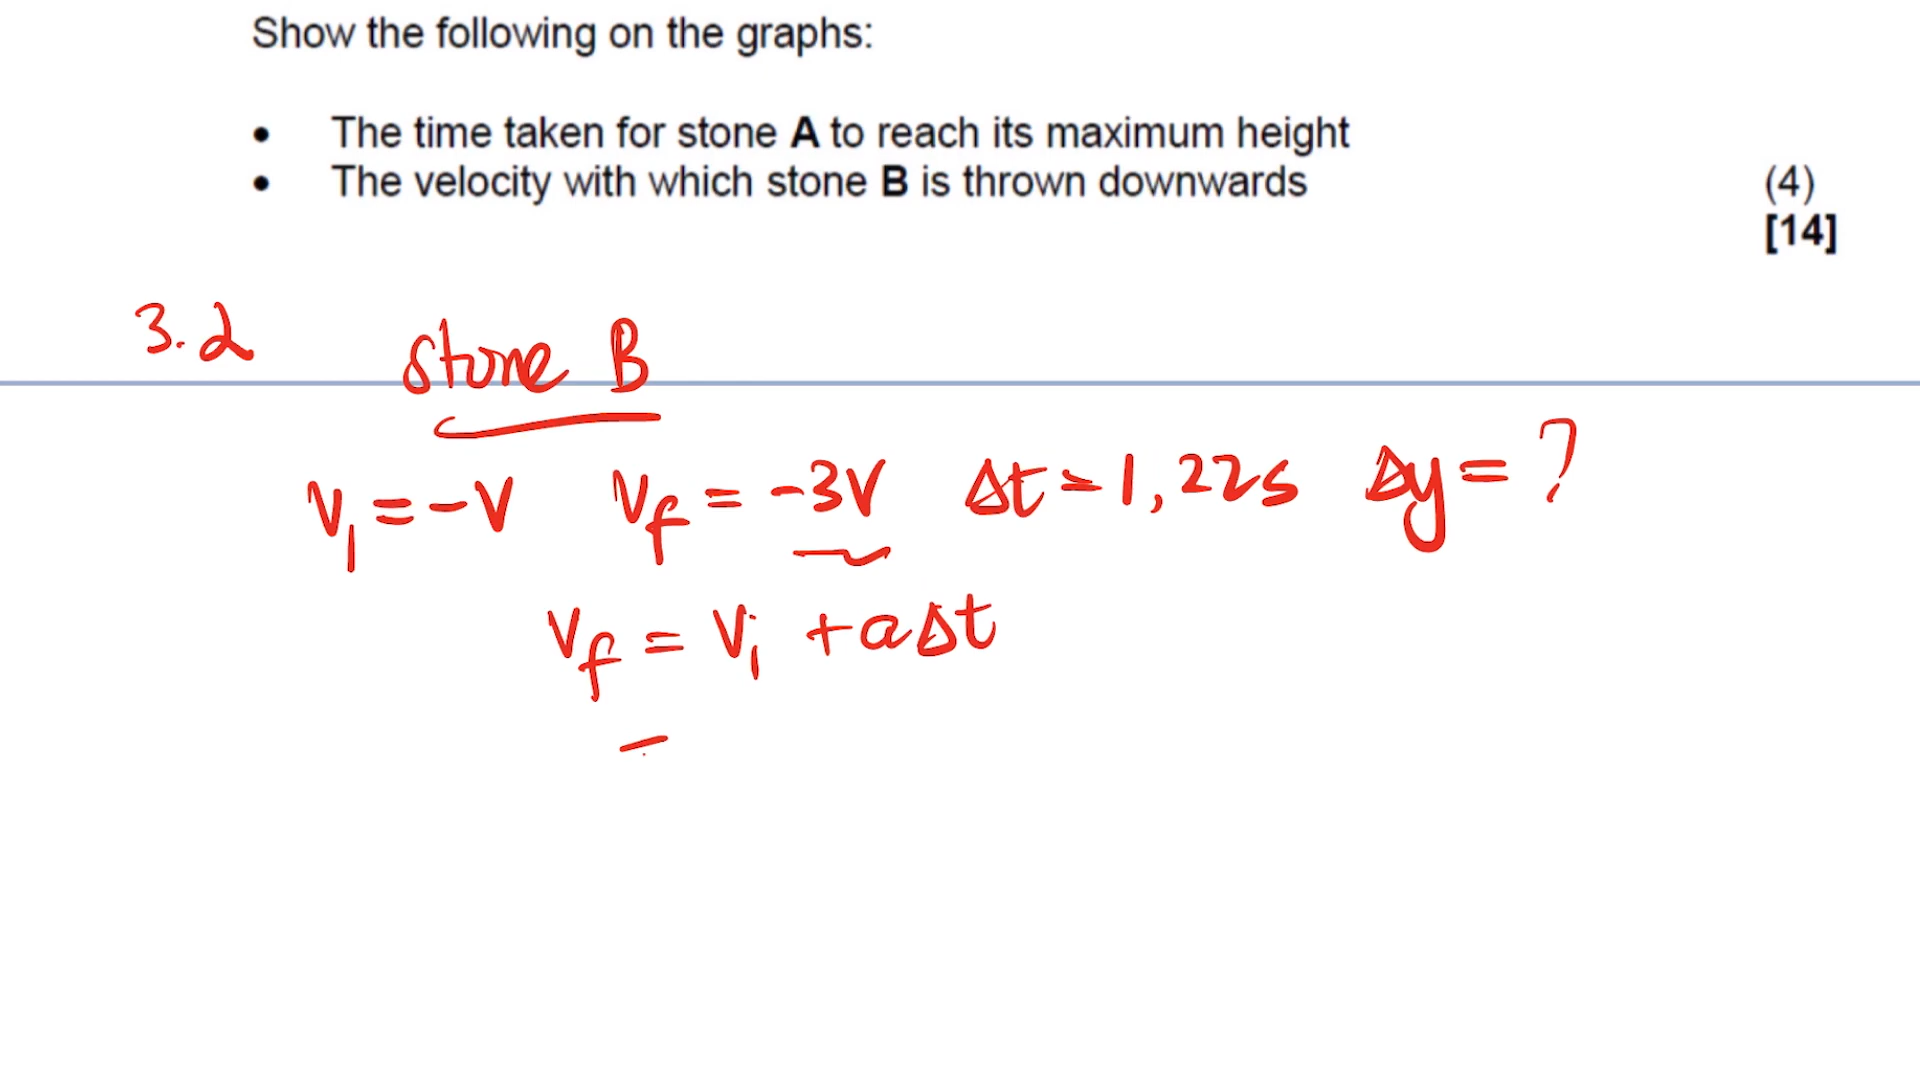 Show the following on the graphs:
• The time taken for stone A to reach its maximum height
• The velocity with which stone B is thrown downwards (4)
[14]
3.2 stone B
Vi = -V Vf = -3V Δt = 1,22s Δy = ?
Vf = Vi + aΔt
-